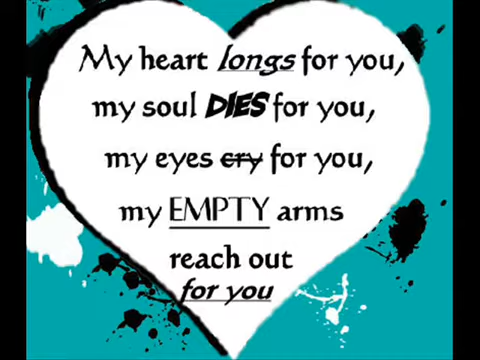 My heart longs for you,
my soul DIES for you,
my eyes cry for you,
my EMPTY arms
reach out
for you